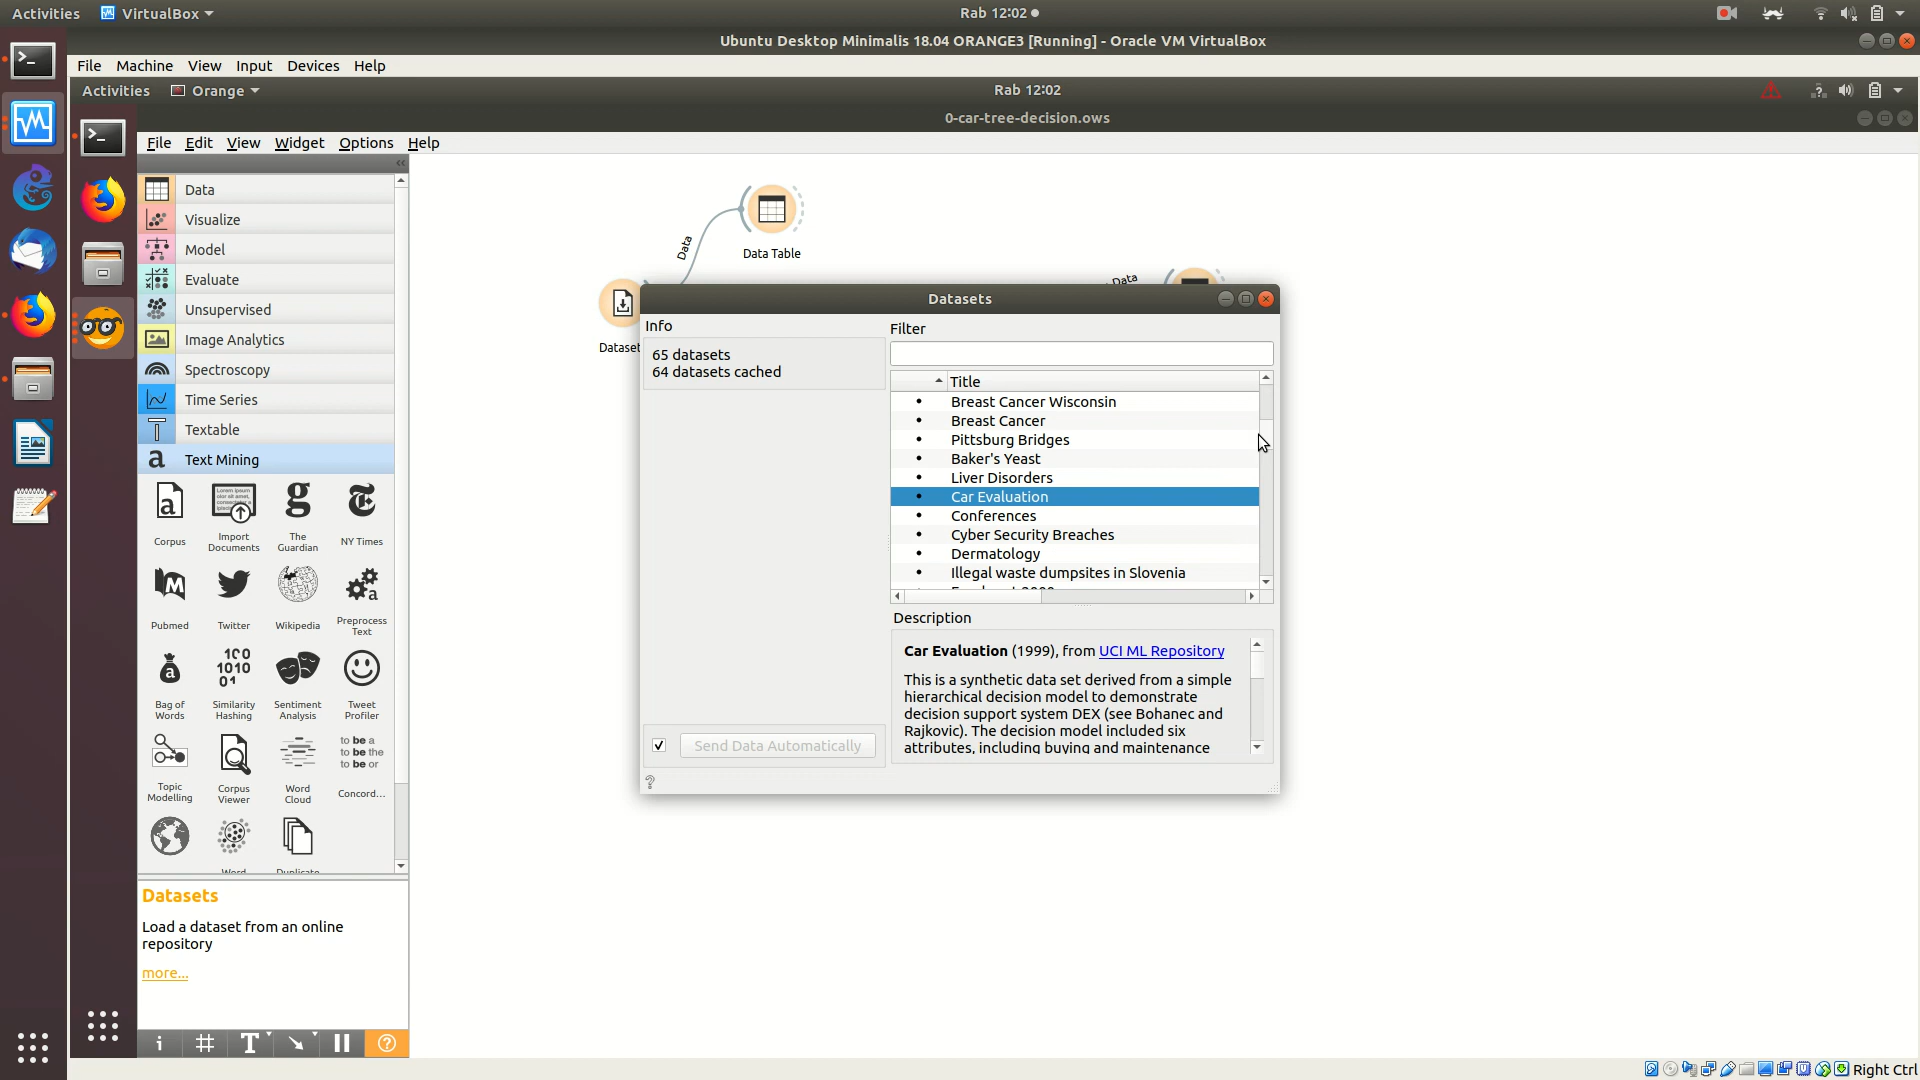 Activities VirtualBox Rab 12:02
Ubuntu Desktop Minimalis 18.04 ORANGE3 [Running] - Oracle VM VirtualBox
File Machine View Input Devices Help
Activities Orange Rab 12:02
0-car-tree-decision.ows
File Edit View Widget Options Help
Data
Visualize
Model
Evaluate
Unsupervised
Image Analytics
Spectroscopy
Time Series
Textable
Text Mining
Corpus
Import Documents
The Guardian
NY Times
Pubmed
Twitter
Wikipedia
Preprocess Text
Bag of Words
Similarity Hashing
Sentiment Analysis
Tweet Profiler
Topic Modelling
Corpus Viewer
Word Cloud
Concord...
Datasets
Load a dataset from an online
repository
more...
Data
Data Table
Data
Dataset
Datasets
Info
65 datasets
64 datasets cached
Send Data Automatically
Filter
Title
Breast Cancer Wisconsin
Breast Cancer
Pittsburg Bridges
Baker's Yeast
Liver Disorders
Car Evaluation
Conferences
Cyber Security Breaches
Dermatology
Illegal waste dumpsites in Slovenia
Description
Car Evaluation (1999), from UCI ML Repository
This is a synthetic data set derived from a simple
hierarchical decision model to demonstrate
decision support system DEX (see Bohanec and
Rajkovic). The decision model included six
attributes, including buying and maintenance
Right Ctrl